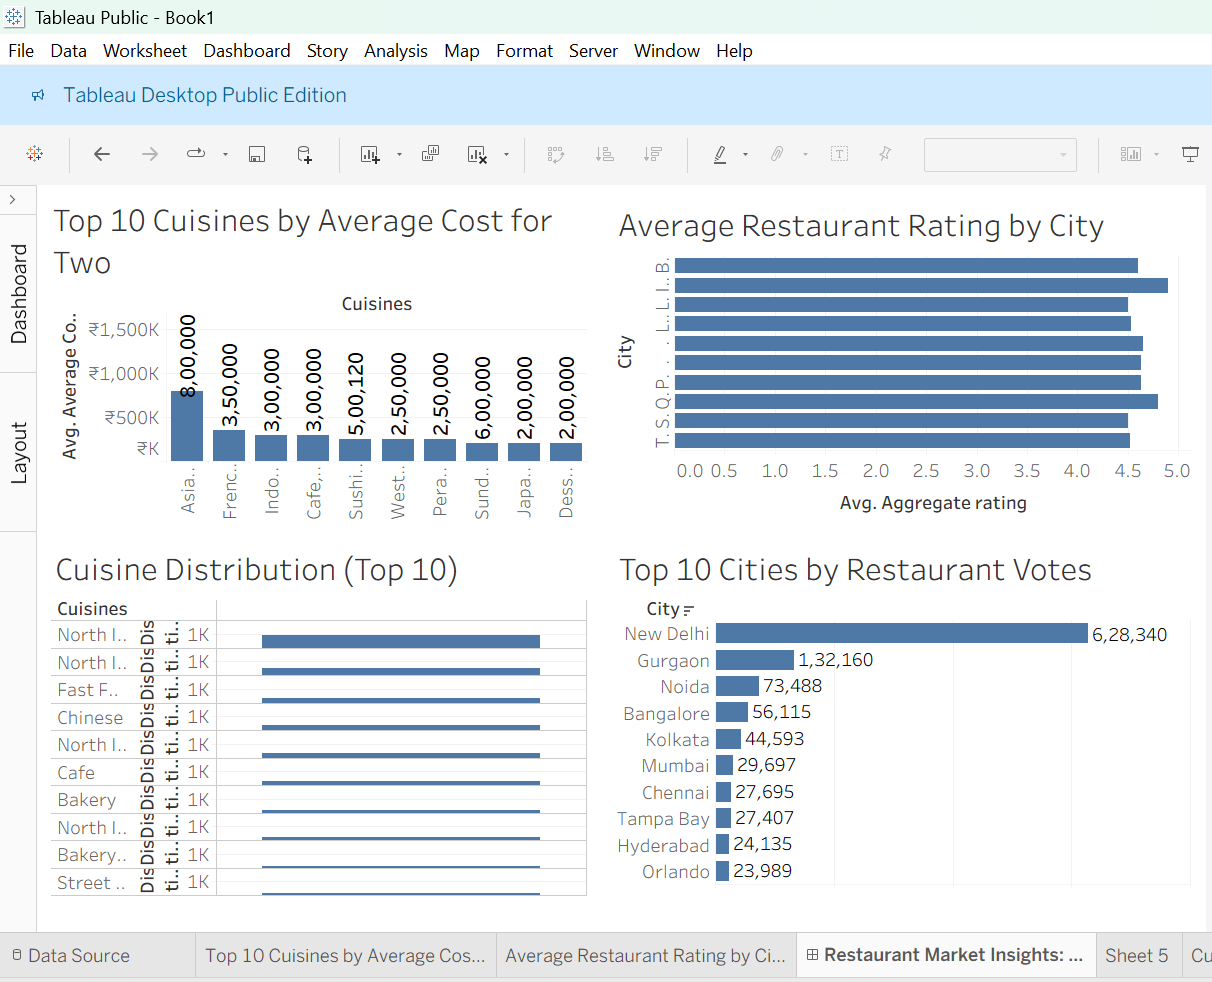 Tableau Public - Book1
File Data Worksheet Dashboard Story Analysis Map Format Server Window Help
Tableau Desktop Public Edition
Dashboard
Layout
Top 10 Cuisines by Average Cost for
Two
Cuisines
Avg. Average Co..
₹1,500K
₹1,000K
₹500K
₹K
8,00,000
3,50,000
3,00,000
3,00,000
5,00,120
2,50,000
2,50,000
6,00,000
2,00,000
2,00,000
Asia..
Frenc..
Indo..
Cafe,..
Sushi..
West..
Pera..
Sund..
Japa..
Dess..
Average Restaurant Rating by City
City
B.
I..
L.
L..
.
.
P.
Q.
S.
T.
0.0 0.5 1.0 1.5 2.0 2.5 3.0 3.5 4.0 4.5 5.0
Avg. Aggregate rating
Cuisine Distribution (Top 10)
Cuisines
North I.. Dis ti.. 1K
North I.. Dis ti.. 1K
Fast F.. Dis ti.. 1K
Chinese Dis ti.. 1K
North I.. Dis ti.. 1K
Cafe Dis ti.. 1K
Bakery Dis ti.. 1K
North I.. Dis ti.. 1K
Bakery.. Dis ti.. 1K
Street .. Dis ti.. 1K
Top 10 Cities by Restaurant Votes
City
New Delhi 6,28,340
Gurgaon 1,32,160
Noida 73,488
Bangalore 56,115
Kolkata 44,593
Mumbai 29,697
Chennai 27,695
Tampa Bay 27,407
Hyderabad 24,135
Orlando 23,989
Data Source Top 10 Cuisines by Average Cos... Average Restaurant Rating by Ci... Restaurant Market Insights: ... Sheet 5 Cu